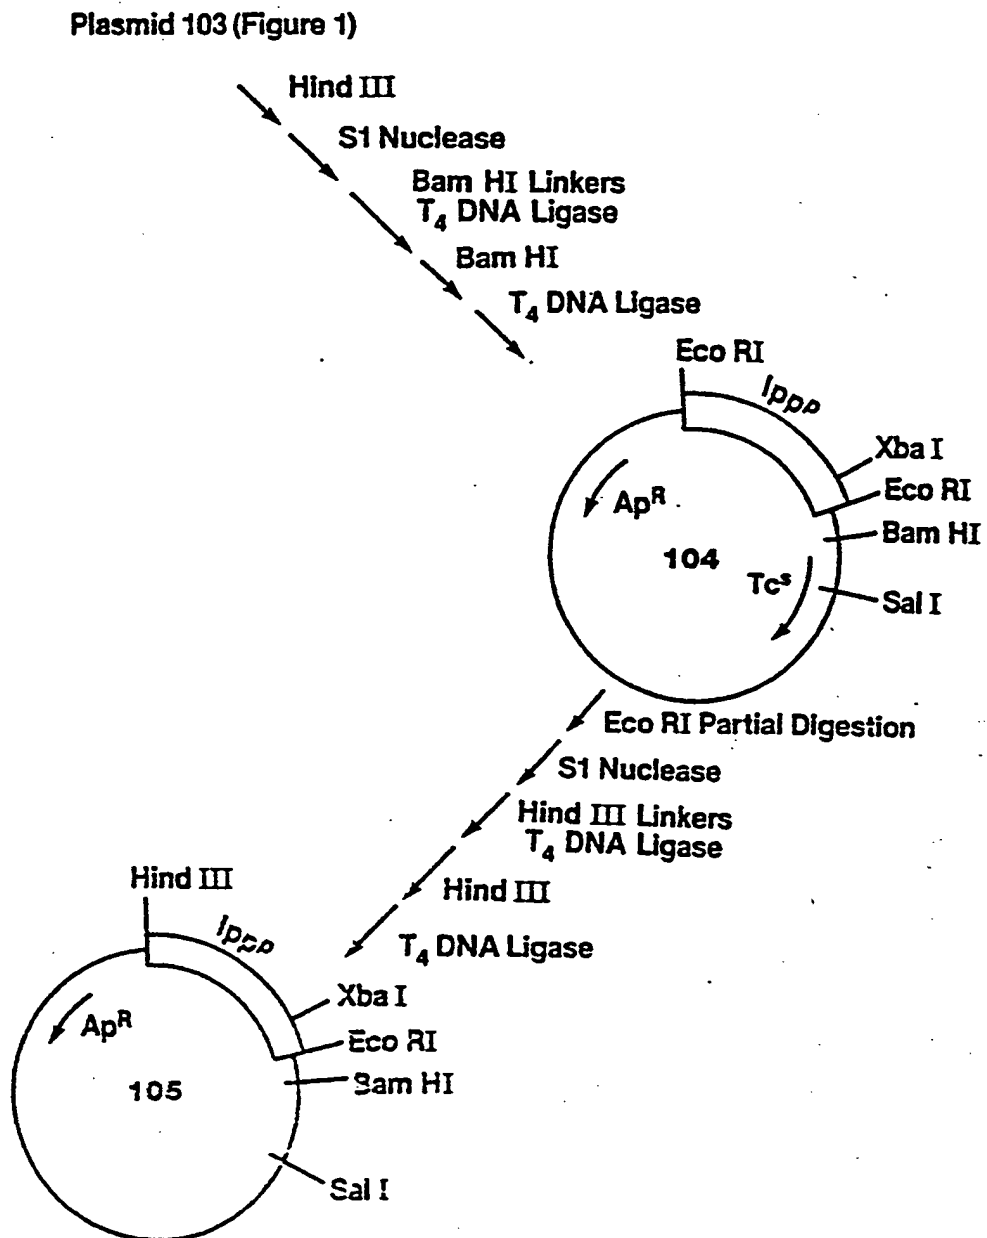 Plasmid 103 (Figure 1)
Hind III
S1 Nuclease
Bam HI Linkers
T4 DNA Ligase
Bam HI
T4 DNA Ligase
Eco RI
lppP
Xba I
Eco RI
Bam HI
Sal I
ApR
104
Tcs
Eco RI Partial Digestion
S1 Nuclease
Hind III Linkers
T4 DNA Ligase
Hind III
T4 DNA Ligase
Hind III
lppP
Xba I
Eco RI
Bam HI
Sal I
ApR
105